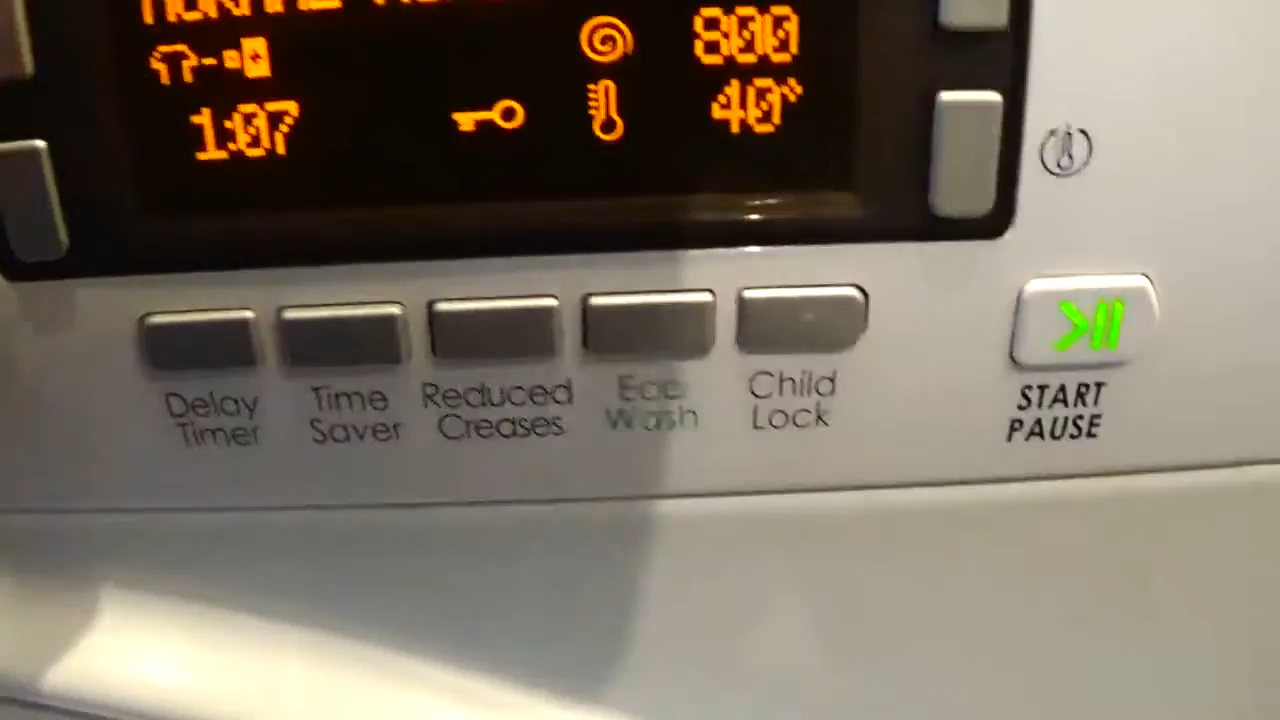 800
1:07
40°
Delay
Timer
Time
Saver
Reduced
Creases
Eco
Wash
Child
Lock
START
PAUSE